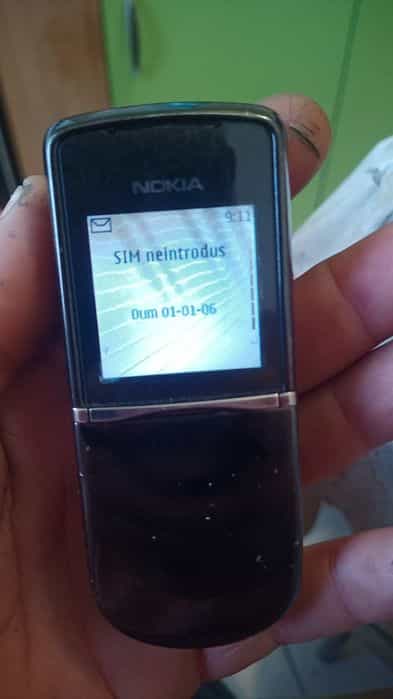 NOKIA
9:11
SIM neintrodus
Dum 01-01-06